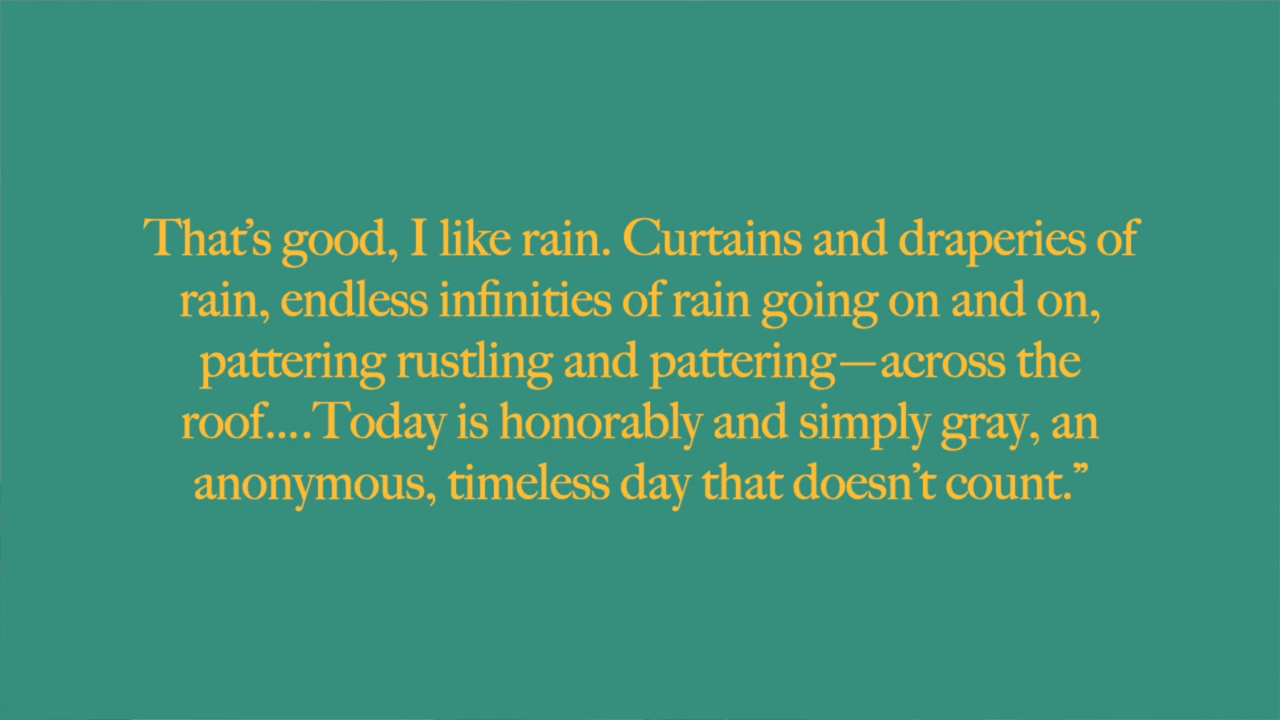 That’s good, I like rain. Curtains and draperies of
rain, endless infinities of rain going on and on,
pattering rustling and pattering—across the
roof....Today is honorably and simply gray, an
anonymous, timeless day that doesn’t count.”